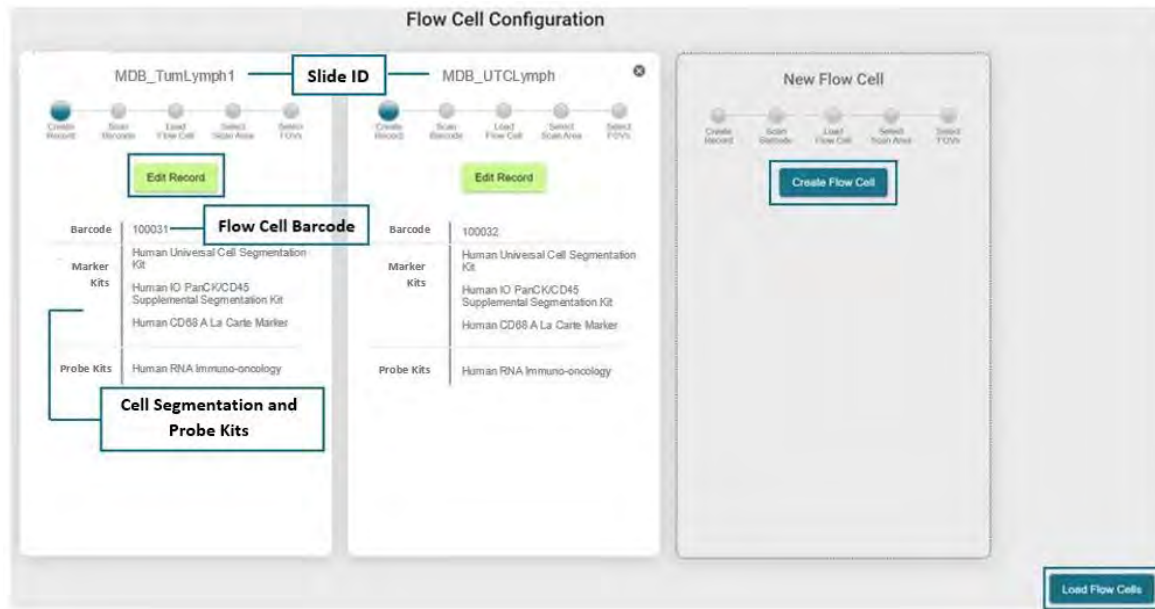 Flow Cell Configuration
MDB_TumLymph1
Slide ID
MDB_UTCLymph
New Flow Cell
Create Record
Scan Barcode
Load Flow Cell
Select Scan Area
Select FOVs
Create Record
Scan Barcode
Load Flow Cell
Select Scan Area
Select FOVs
Create Record
Scan Barcode
Load Flow Cell
Select Scan Area
Select FOVs
Edit Record
Edit Record
Create Flow Cell
Barcode
100031
Flow Cell Barcode
Marker
Kits
Human Universal Cell Segmentation
Kit
Human IO PanCK/CD45
Supplemental Segmentation Kit
Human CD68 A La Carte Marker
Probe Kits
Human RNA Immuno-oncology
Cell Segmentation and
Probe Kits
Barcode
100032
Marker
Kits
Human Universal Cell Segmentation
Kit
Human IO PanCK/CD45
Supplemental Segmentation Kit
Human CD68 A La Carte Marker
Probe Kits
Human RNA Immuno-oncology
Load Flow Cells